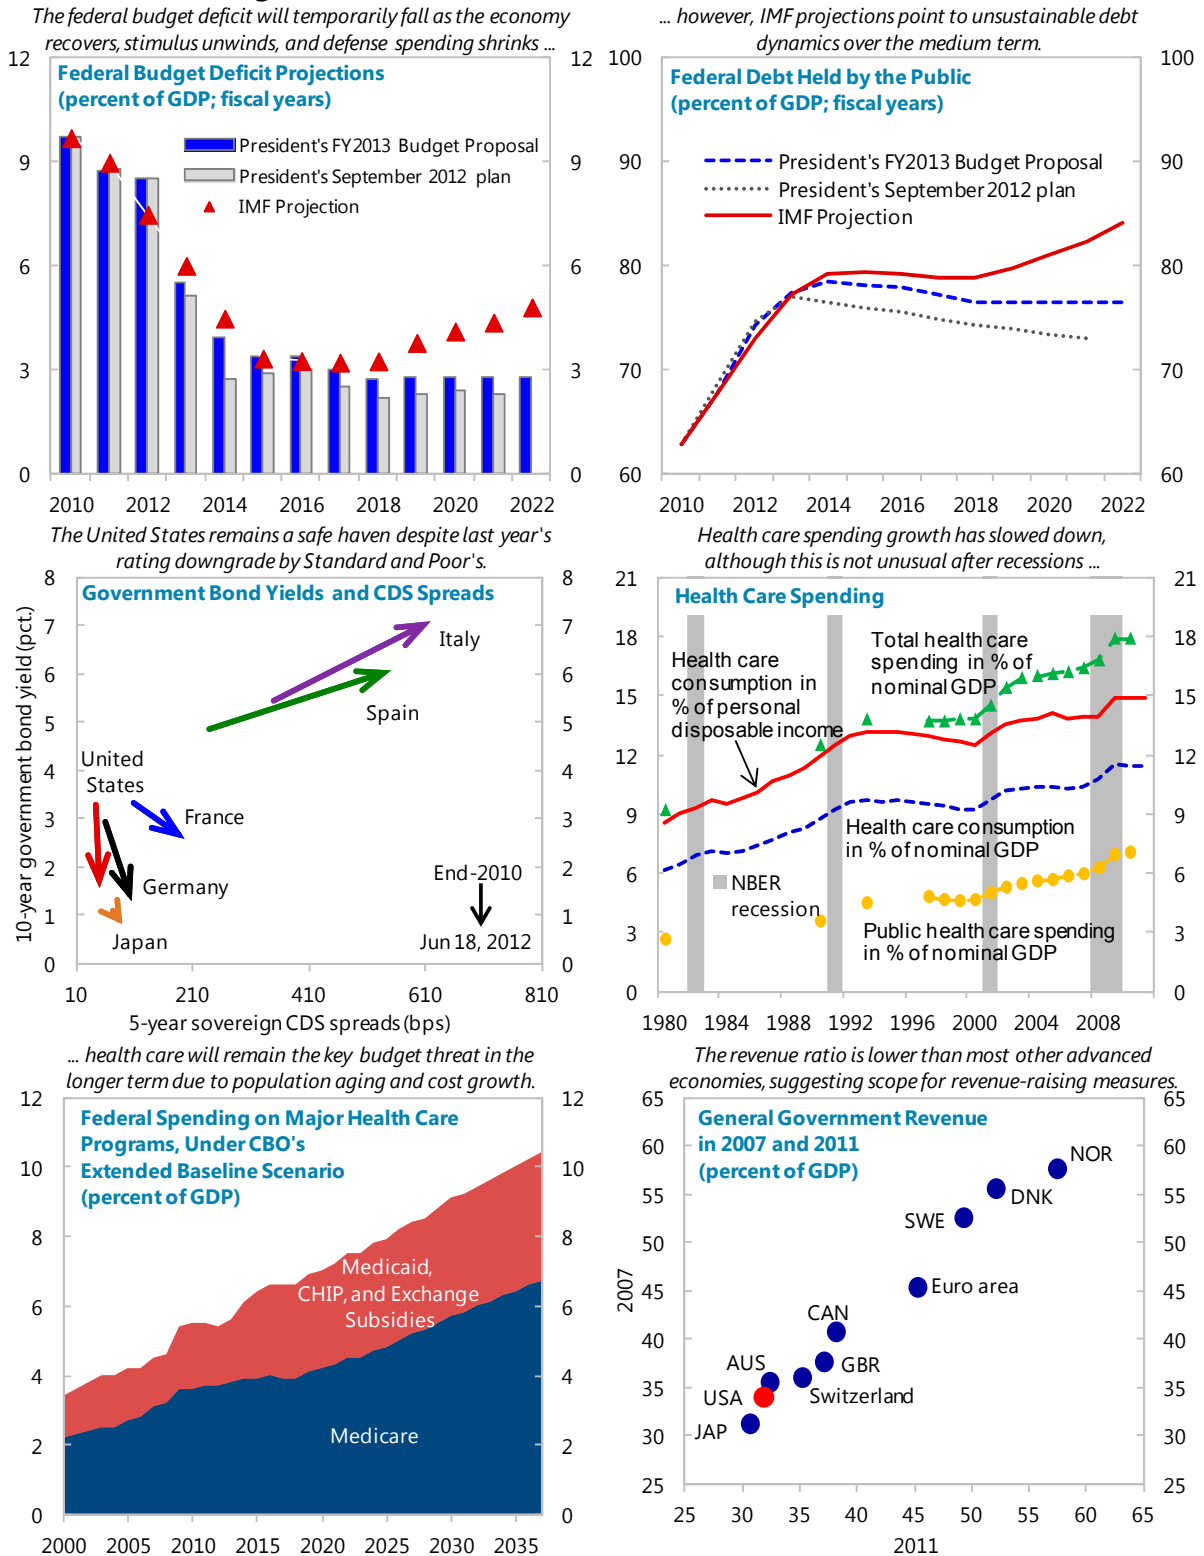 The federal budget deficit will temporarily fall as the economy
recovers, stimulus unwinds, and defense spending shrinks ...
12
12
Federal Budget Deficit Projections
(percent of GDP; fiscal years)
President's FY2013 Budget Proposal
9
9
President's September 2012 plan
IMF Projection
6
6
3
3
0
0
2010 2012 2014 2016 2018 2020 2022
... however, IMF projections point to unsustainable debt
dynamics over the medium term.
100
100
Federal Debt Held by the Public
(percent of GDP; fiscal years)
90
90
President's FY2013 Budget Proposal
President's September 2012 plan
IMF Projection
80
80
70
70
60
60
2010 2012 2014 2016 2018 2020 2022
The United States remains a safe haven despite last year's
rating downgrade by Standard and Poor's.
8
8
Government Bond Yields and CDS Spreads
7
7
Italy
6
6
Spain
5
5
United
States
4
4
France
3
3
2
2
End-2010
Germany
1
1
Japan
Jun 18, 2012
0
0
10 210 410 610 810
5-year sovereign CDS spreads (bps)
10-year government bond yield (pct.)
Health care spending growth has slowed down,
although this is not unusual after recessions ...
21
21
Health Care Spending
18
18
Total health care
spending in % of
nominal GDP
Health care
consumption in
% of personal
disposable income
15
15
12
12
9
9
Health care consumption
in % of nominal GDP
6
6
NBER
recession
3
3
Public health care spending
in % of nominal GDP
0
0
1980 1984 1988 1992 1996 2000 2004 2008
... health care will remain the key budget threat in the
longer term due to population aging and cost growth.
12
12
Federal Spending on Major Health Care
Programs, Under CBO's
Extended Baseline Scenario
(percent of GDP)
10
10
8
8
Medicaid,
CHIP, and Exchange
Subsidies
6
6
4
4
Medicare
2
2
0
0
2000 2005 2010 2015 2020 2025 2030 2035
The revenue ratio is lower than most other advanced
economies, suggesting scope for revenue-raising measures.
65
65
General Government Revenue
in 2007 and 2011
(percent of GDP)
60
60
NOR
55
55
DNK
SWE
50
50
45
45
Euro area
2007
CAN
40
40
AUS
GBR
35
35
USA
Switzerland
JAP
30
30
25
25
25 30 35 40 45 50 55 60 65
2011